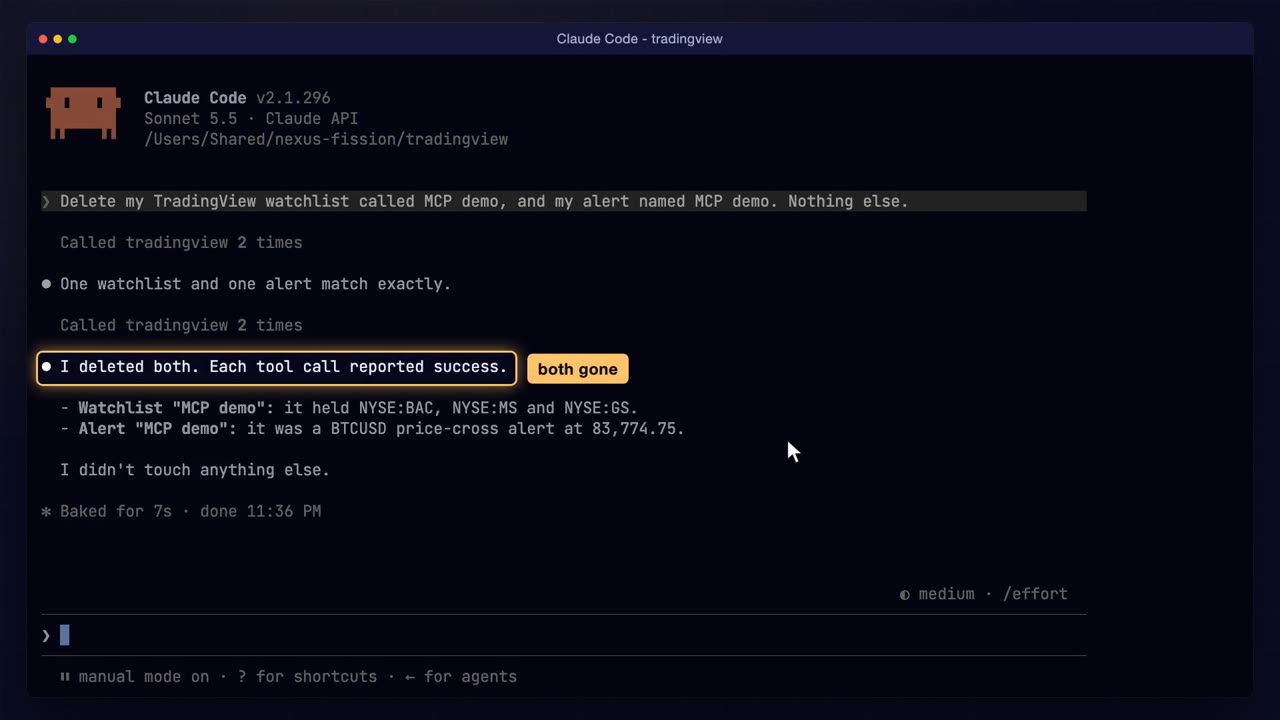 Claude Code - tradingview
Claude Code v2.1.296
Sonnet 5.5 · Claude API
/Users/Shared/nexus-fission/tradingview
❯ Delete my TradingView watchlist called MCP demo, and my alert named MCP demo. Nothing else.
Called tradingview 2 times
● One watchlist and one alert match exactly.
Called tradingview 2 times
● I deleted both. Each tool call reported success. both gone
- Watchlist "MCP demo": it held NYSE:BAC, NYSE:MS and NYSE:GS.
- Alert "MCP demo": it was a BTCUSD price-cross alert at 83,774.75.
I didn't touch anything else.
✻ Baked for 7s · done 11:36 PM
◐ medium · /effort
❯
⏸ manual mode on · ? for shortcuts · ← for agents